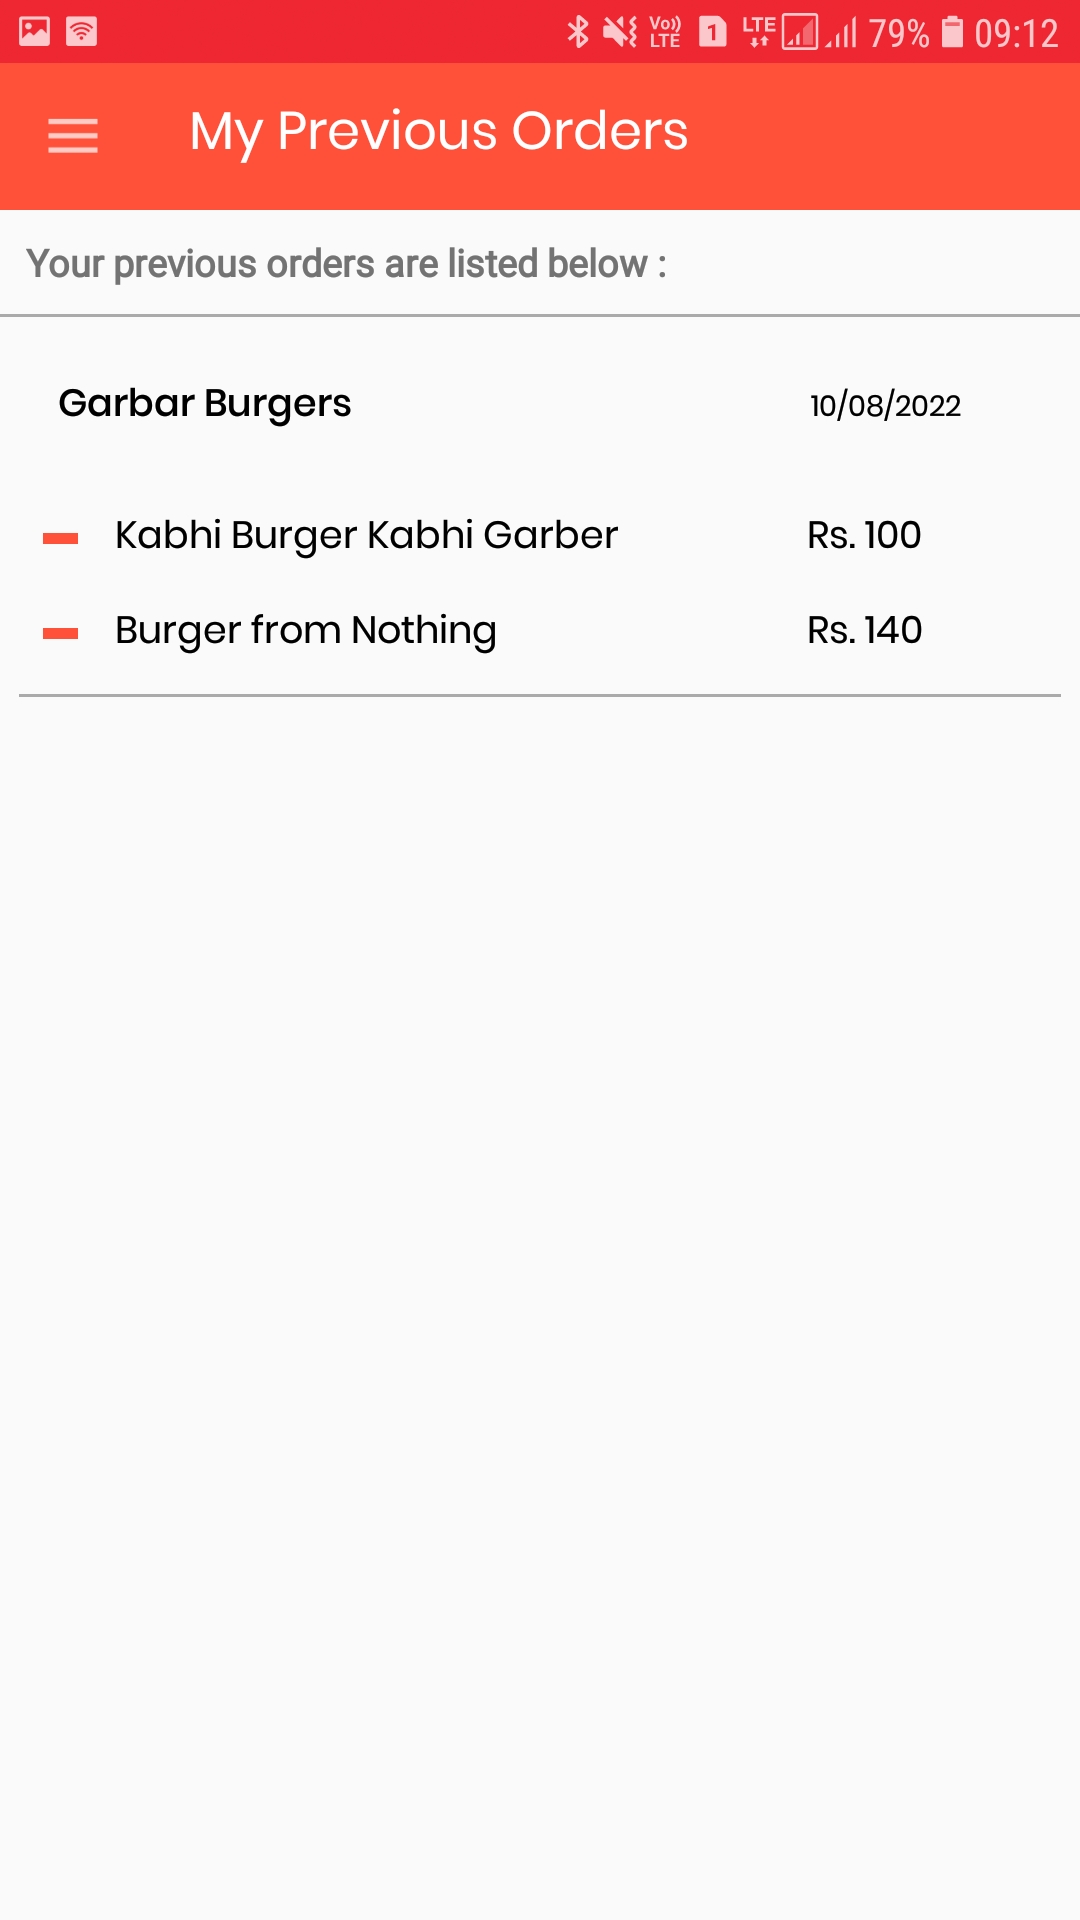 Vo)) LTE 1 LTE 79% 09:12
My Previous Orders
Your previous orders are listed below :
Garbar Burgers 10/08/2022
Kabhi Burger Kabhi Garber Rs. 100
Burger from Nothing Rs. 140